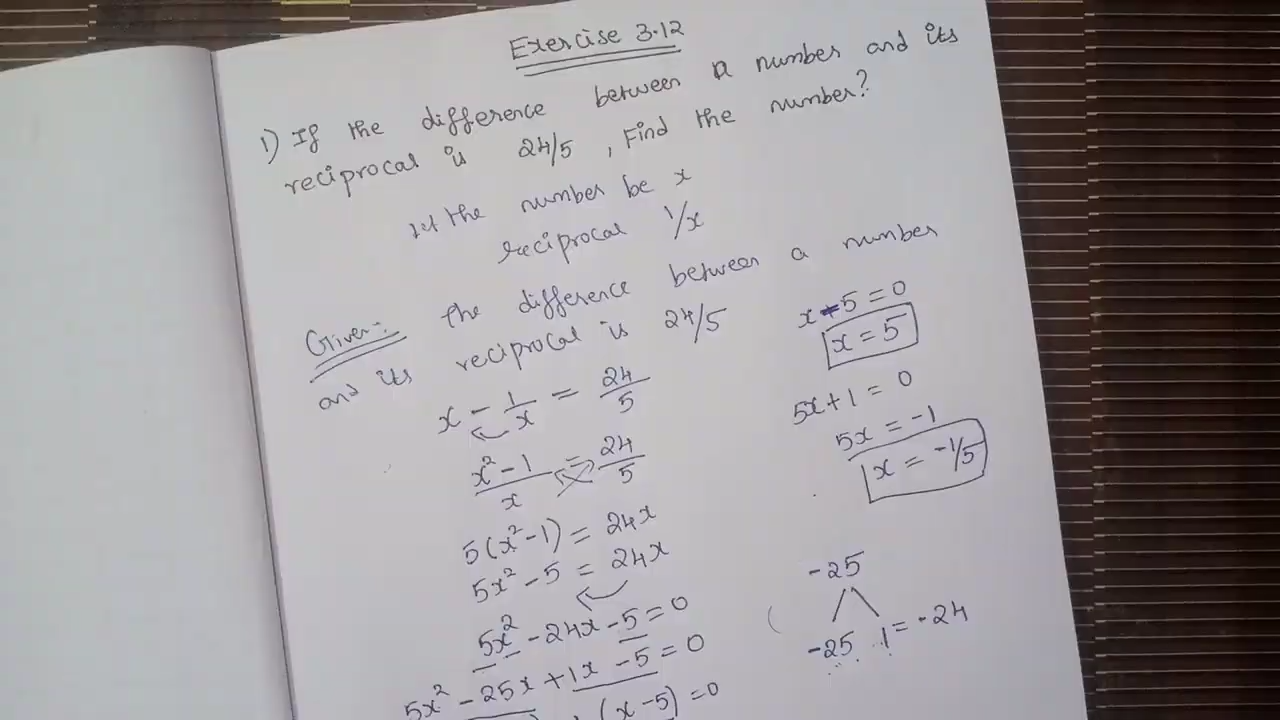 Exercise 3.12
1) If the difference between a number and its
reciprocal is 24/5, Find the number?
let the number be x
reciprocal 1/x
Given:- the difference between a number
and its reciprocal is 24/5
x - 1/x = 24/5
x² - 1/x = 24/5
5(x² - 1) = 24x
5x² - 5 = 24x
5x² - 24x - 5 = 0
5x² - 25x + 1x - 5 = 0
(x - 5) = 0
x - 5 = 0
x = 5
5x + 1 = 0
5x = -1
x = -1/5
-25
-25 1 = -24